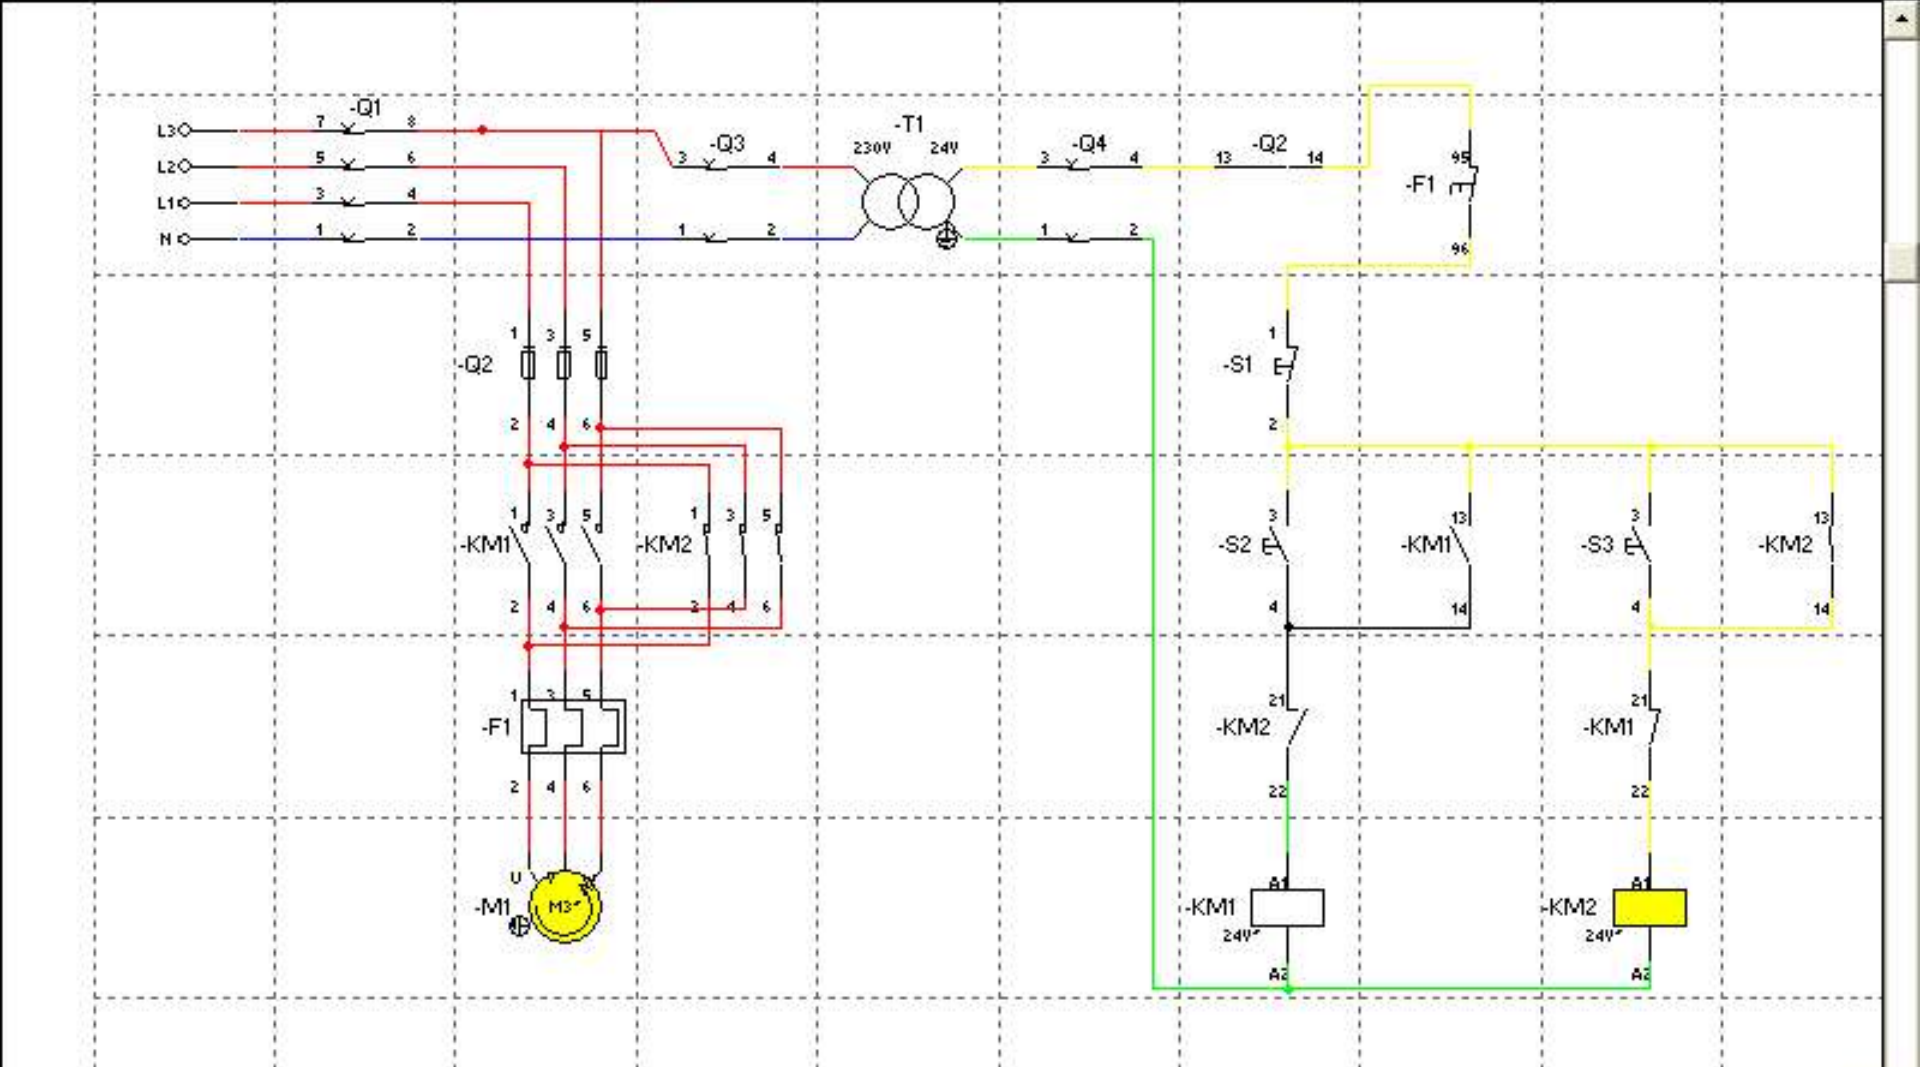 -Q1
L3 7 8
L2 5 6
L1 3 4
N 1 2
-Q3
3 4
1 2
-T1
230V 24V
-Q4
3 4
1 2
-Q2
13 14
95
-F1
96
1 3 5
-Q2
2 4 6
1
-S1
2
1 3 5
-KM1
2 4 6
1 3 5
-KM2
2 4 6
3
-S2
4
13
-KM1
14
3
-S3
4
13
-KM2
14
1 3 5
-F1
2 4 6
21
-KM2
22
21
-KM1
22
U V
-M1
M3~
A1
-KM1
24V~
A2
A1
-KM2
24V~
A2